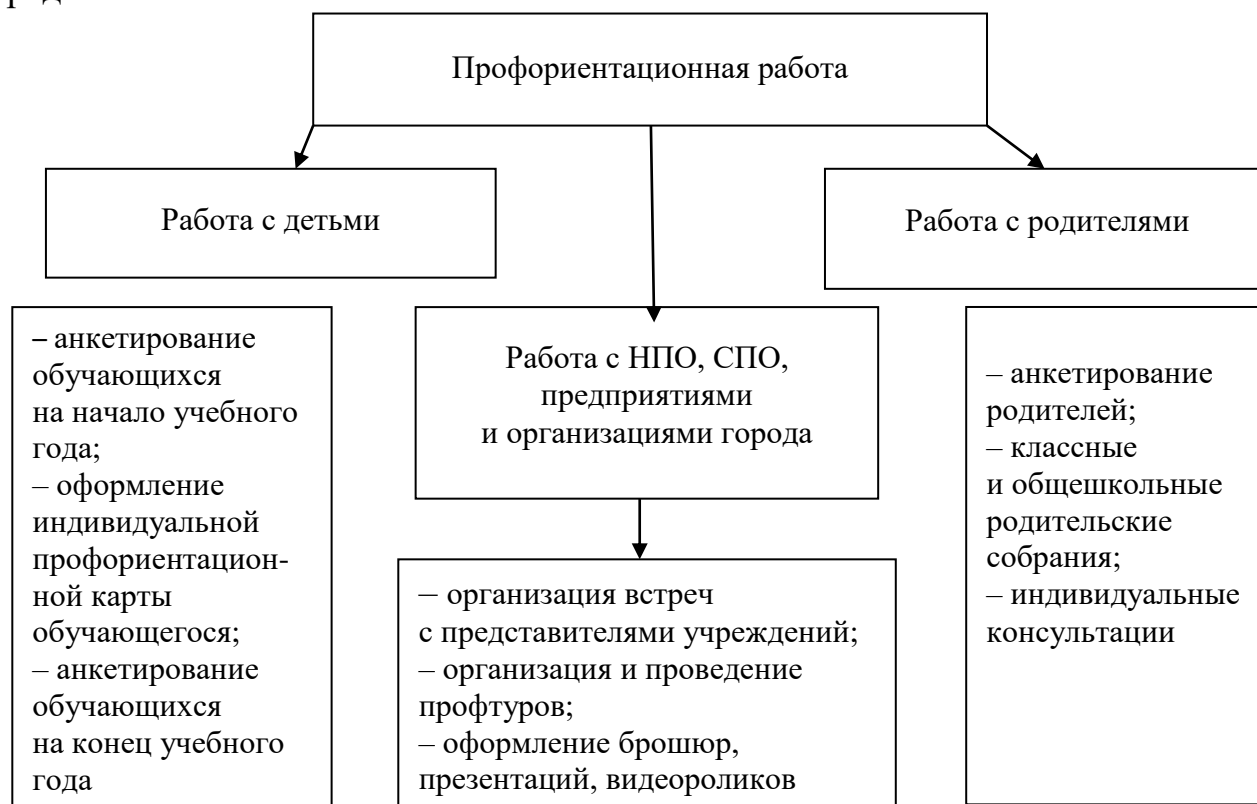 Профориентационная работа
Работа с детьми
Работа с родителями
– анкетирование
обучающихся
на начало учебного
года;
– оформление
индивидуальной
профориентацион-
ной карты
обучающегося;
– анкетирование
обучающихся
на конец учебного
года
Работа с НПО, СПО,
предприятиями
и организациями города
– организация встреч
с представителями учреждений;
– организация и проведение
профтуров;
– оформление брошюр,
презентаций, видеороликов
– анкетирование
родителей;
– классные
и общешкольные
родительские
собрания;
– индивидуальные
консультации